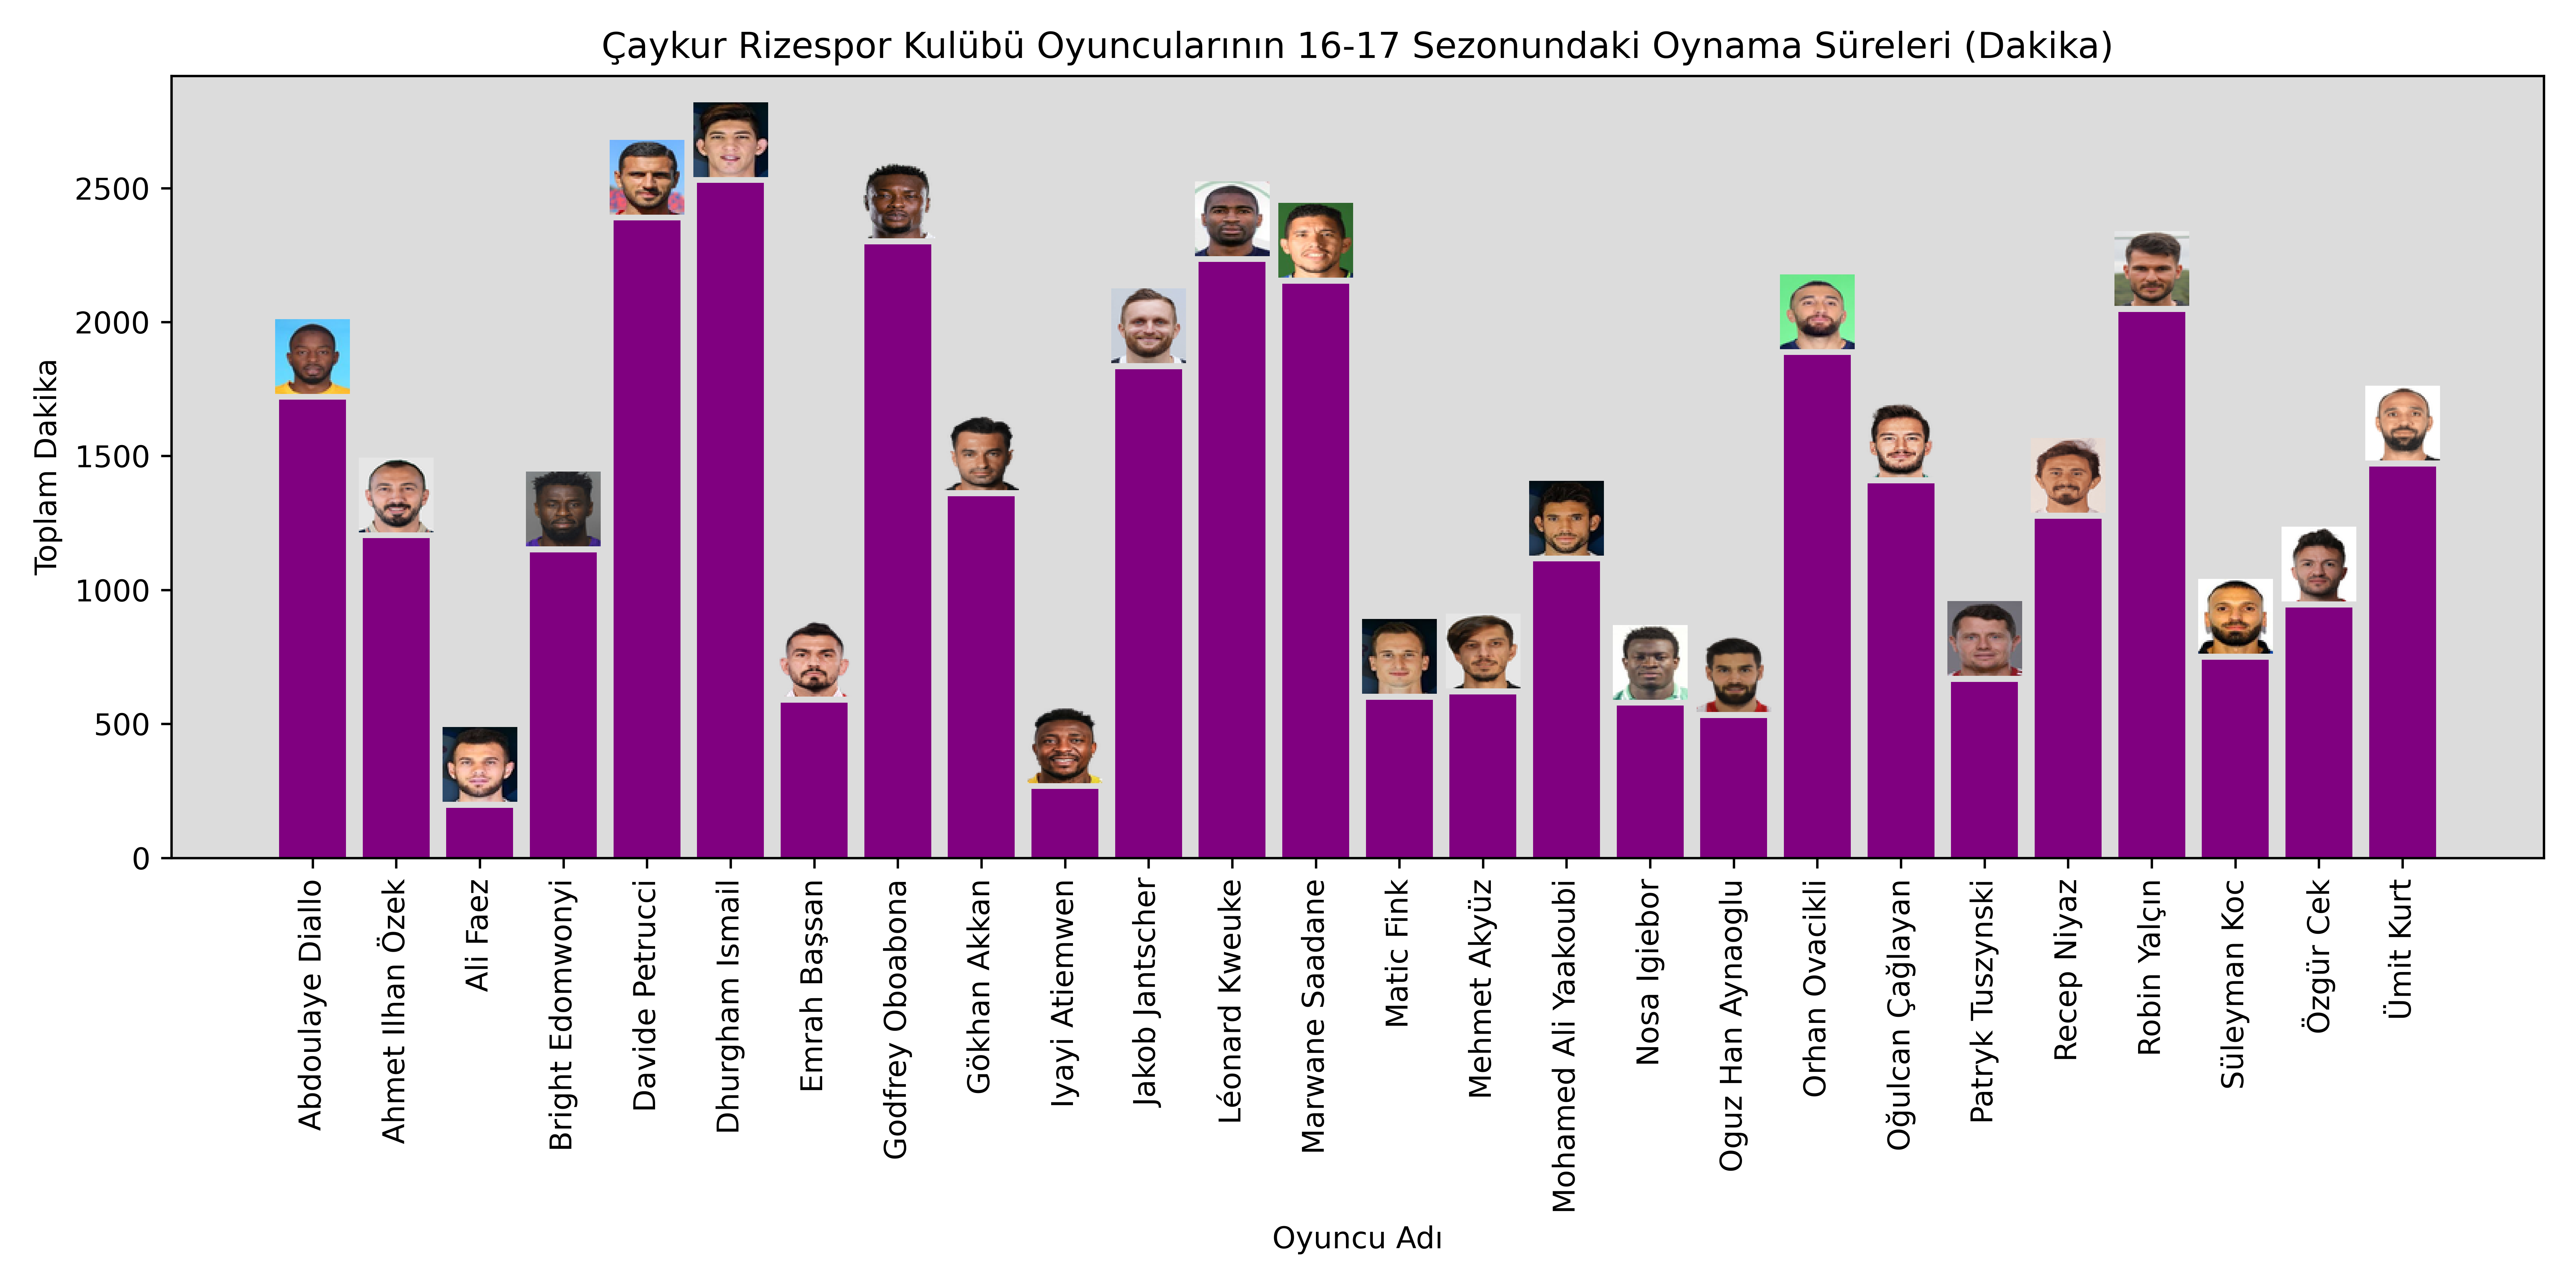 Çaykur Rizespor Kulübü Oyuncularının 16-17 Sezonundaki Oynama Süreleri (Dakika)
Toplam Dakika
2500
2000
1500
1000
500
0
Abdoulaye Diallo
Ahmet Ilhan Özek
Ali Faez
Bright Edomwonyi
Davide Petrucci
Dhurgham Ismail
Emrah Başsan
Godfrey Oboabona
Gökhan Akkan
Iyayi Atiemwen
Jakob Jantscher
Léonard Kweuke
Marwane Saadane
Matic Fink
Mehmet Akyüz
Mohamed Ali Yaakoubi
Nosa Igiebor
Oguz Han Aynaoglu
Orhan Ovacikli
Oğulcan Çağlayan
Patryk Tuszynski
Recep Niyaz
Robin Yalçın
Süleyman Koc
Özgür Cek
Ümit Kurt
Oyuncu Adı